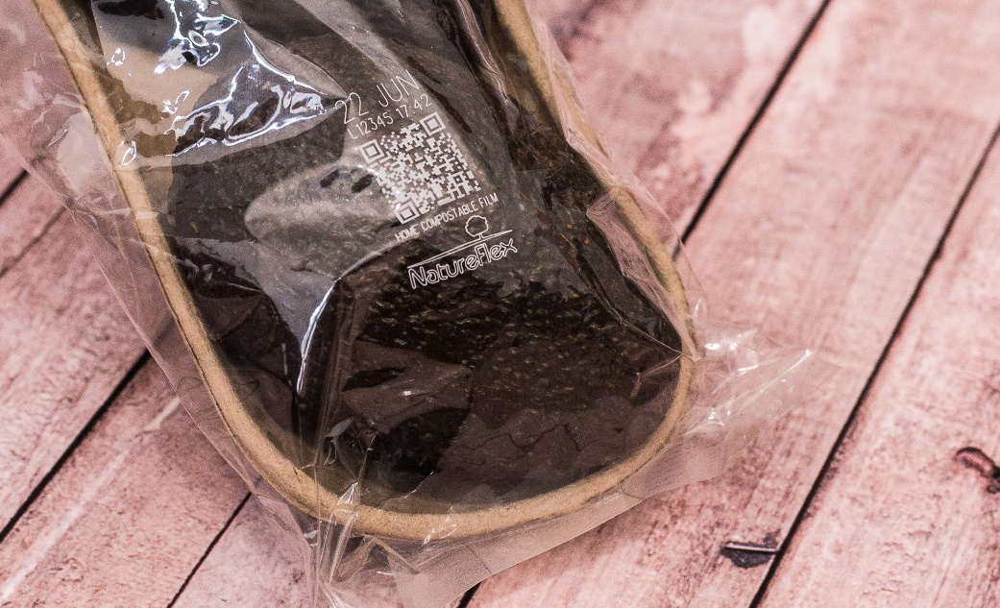 22 JUN
L12345 17:42
HOME COMPOSTABLE FILM
NatureFlex